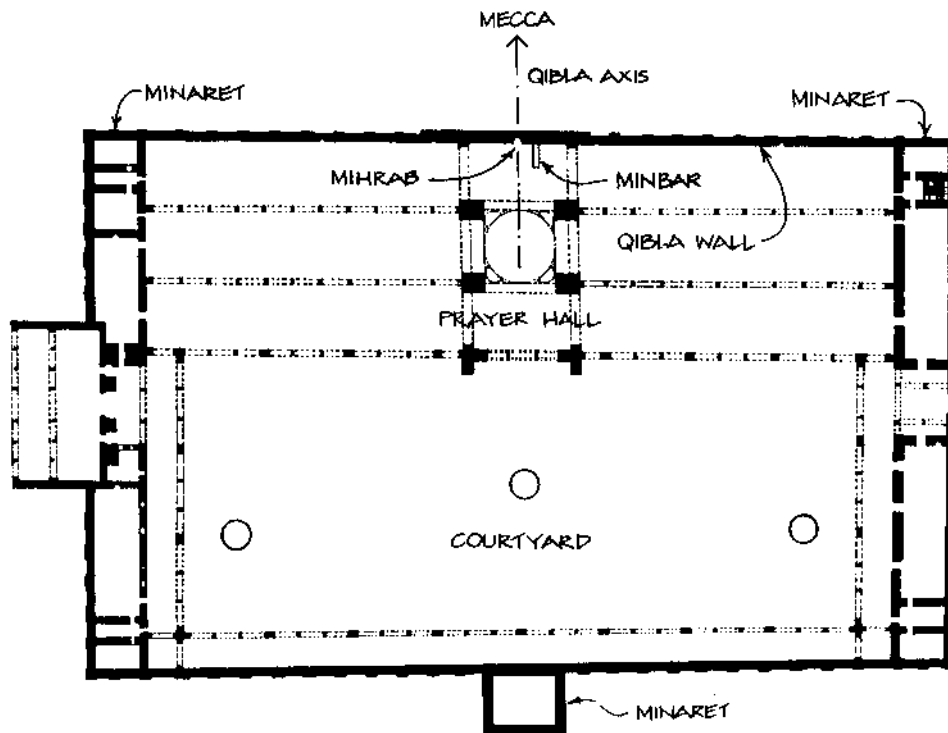 MECCA
QIBLA AXIS
MINARET
MINARET
MIHRAB
MINBAR
QIBLA WALL
PRAYER HALL
COURTYARD
MINARET